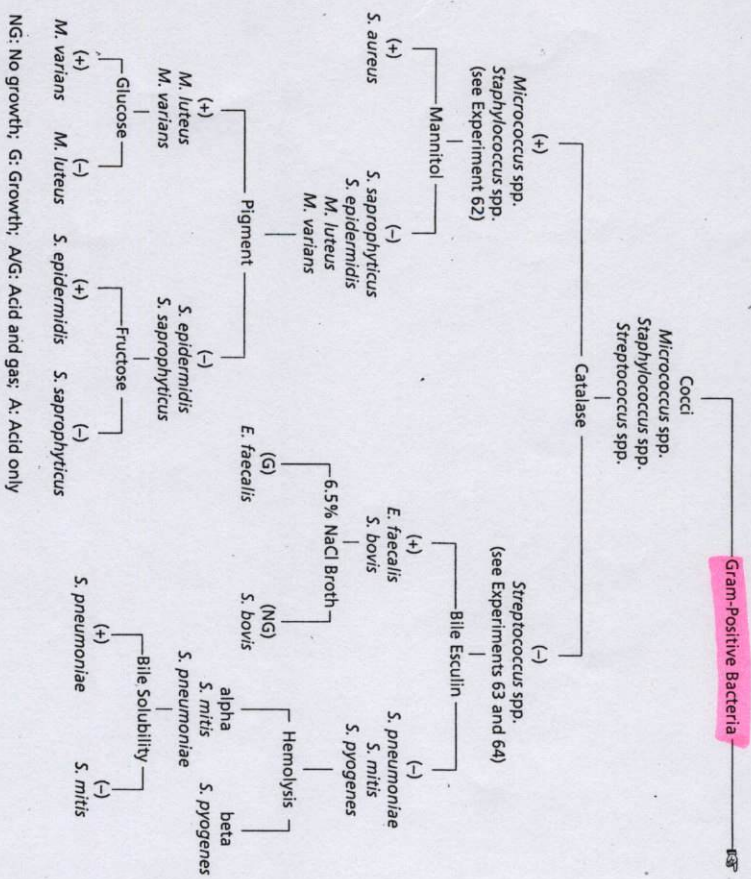 Gram-Positive Bacteria
Cocci
Micrococcus spp.
Staphylococcus spp.
Streptococcus spp.
Catalase
(+)
Micrococcus spp.
Staphylococcus spp.
(see Experiment 62)
(–)
Streptococcus spp.
(see Experiments 63 and 64)
Mannitol
(+)
S. aureus
(–)
S. saprophyticus
S. epidermidis
M. luteus
M. varians
Pigment
(+)
M. luteus
M. varians
(–)
S. epidermidis
S. saprophyticus
Glucose
(+)
M. varians
(–)
M. luteus
Fructose
(+)
S. epidermidis
(–)
S. saprophyticus
Bile Esculin
(+)
E. faecalis
S. bovis
(–)
S. pneumoniae
S. mitis
S. pyogenes
6.5% NaCl Broth
(G)
E. faecalis
(NG)
S. bovis
Hemolysis
alpha
S. mitis
S. pneumoniae
beta
S. pyogenes
Bile Solubility
(+)
S. pneumoniae
(–)
S. mitis
NG: No growth; G: Growth; A/G: Acid and gas; A: Acid only